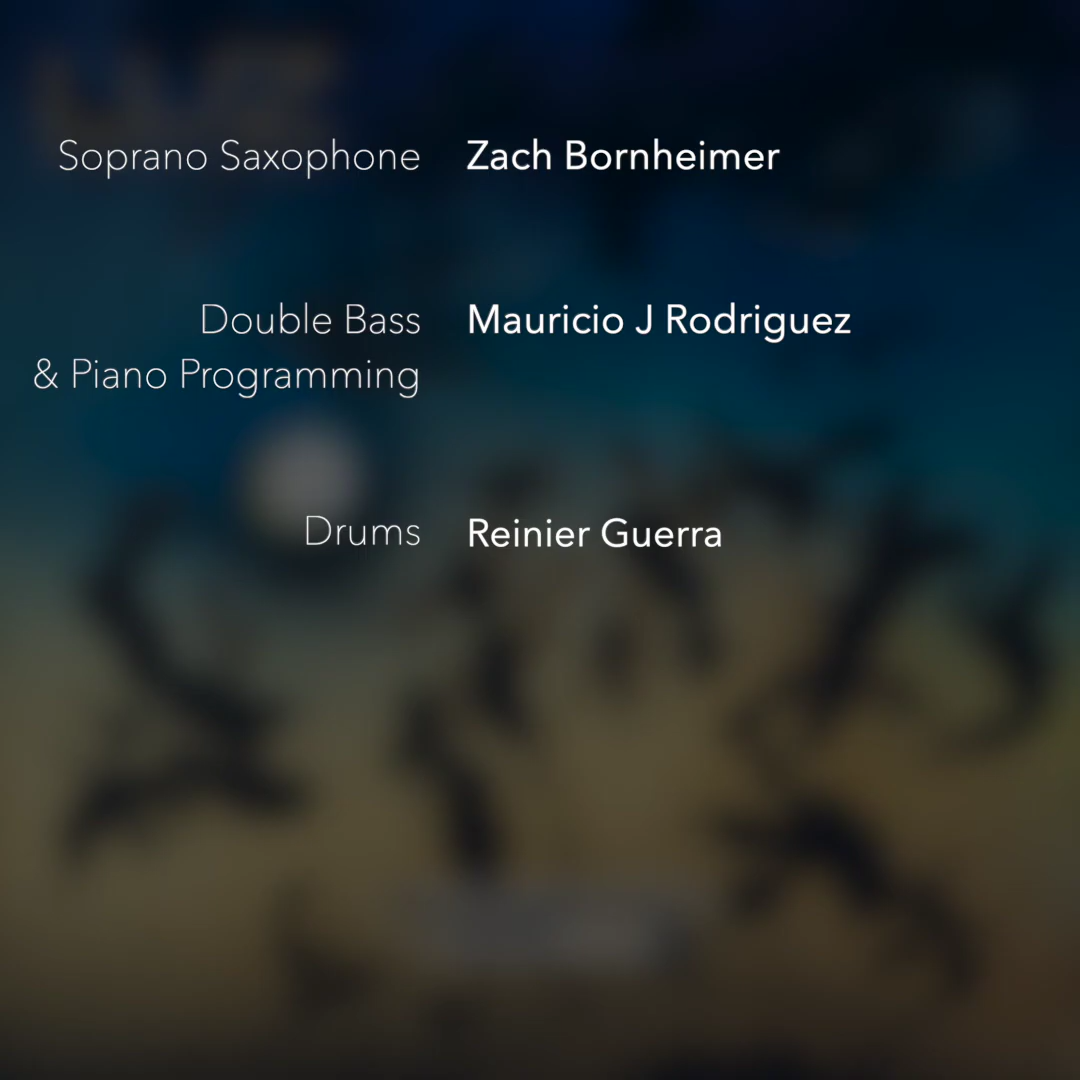 Soprano Saxophone Zach Bornheimer
Double Bass Mauricio J Rodriguez
& Piano Programming
Drums Reinier Guerra